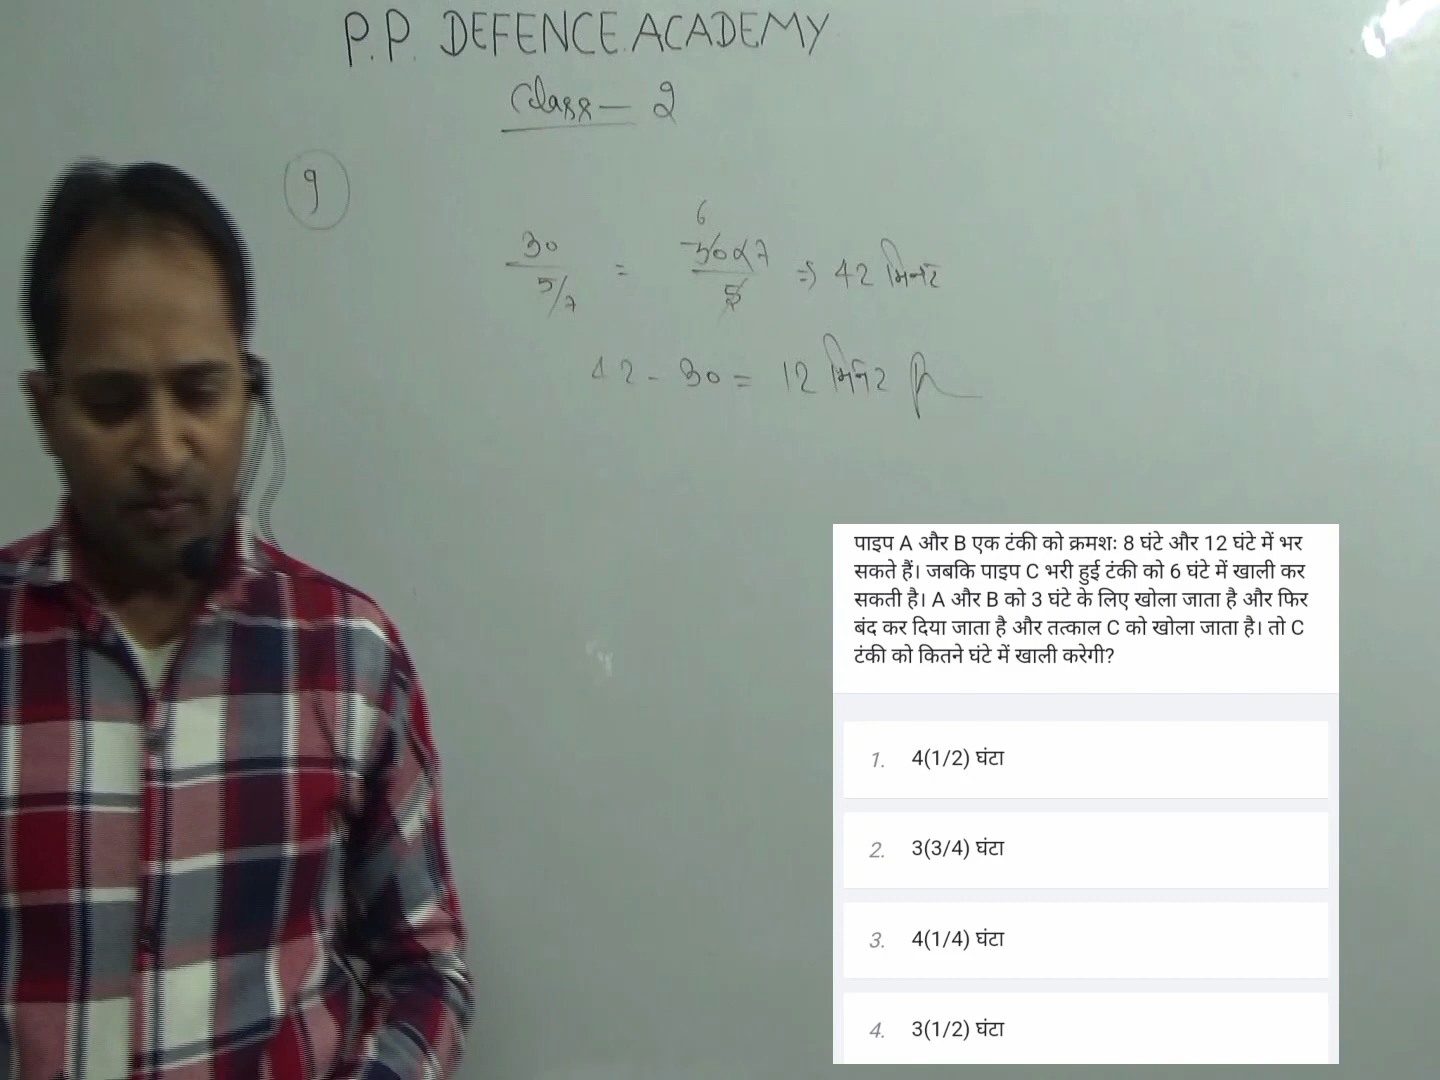 P.P. DEFENCE ACADEMY
Class - 2
9
30/5/7 = 30×7/5 ⇒ 42 मिनट
6
42 - 30 = 12 मिनट
पाइप A और B एक टंकी को क्रमशः 8 घंटे और 12 घंटे में भर
सकते हैं। जबकि पाइप C भरी हुई टंकी को 6 घंटे में खाली कर
सकती है। A और B को 3 घंटे के लिए खोला जाता है और फिर
बंद कर दिया जाता है और तत्काल C को खोला जाता है। तो C
टंकी को कितने घंटे में खाली करेगी?
1. 4(1/2) घंटा
2. 3(3/4) घंटा
3. 4(1/4) घंटा
4. 3(1/2) घंटा